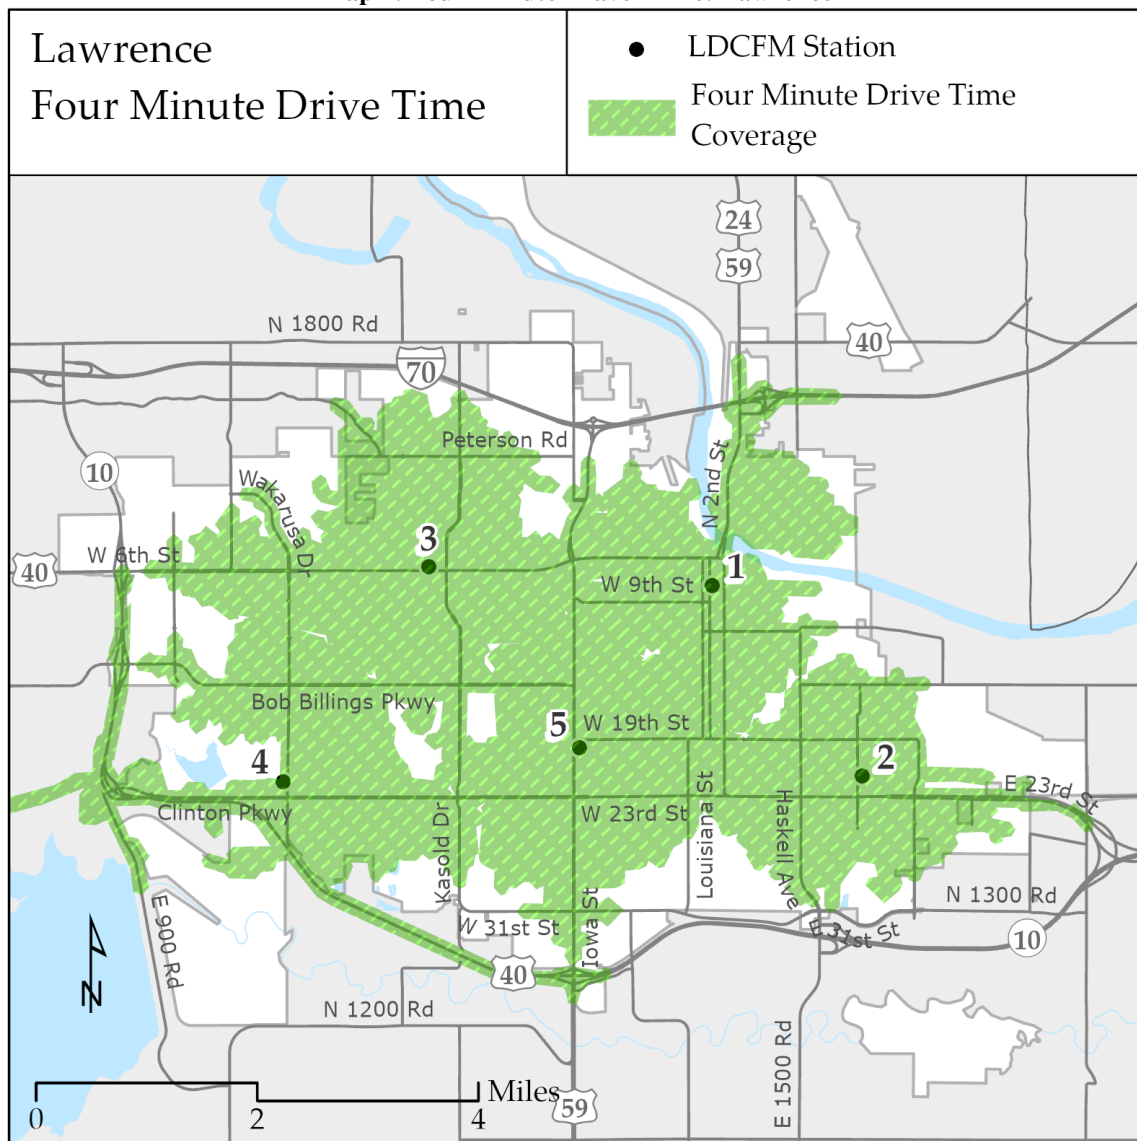 Lawrence
Four Minute Drive Time
LDCFM Station
Four Minute Drive Time
Coverage
24
59
N 1800 Rd
40
70
Peterson Rd
10
N 2nd St
Wakarusa Dr
3
W 6th St
40
1
W 9th St
Bob Billings Pkwy
5
W 19th St
4
2
Clinton Pkwy
W 23rd St
E 23rd St
Kasold Dr
Louisiana St
Haskell Ave
N 1300 Rd
E 900 Rd
W 31st St
Iowa St
E 31st St
10
40
N
N 1200 Rd
E 1500 Rd
Miles
0
2
4
59